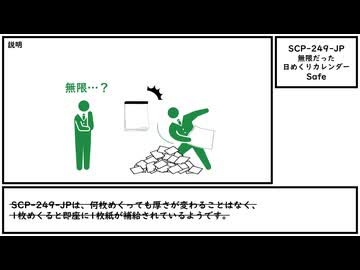 説明
SCP-249-JP
無限だった
日めくりカレンダー
Safe
無限…？
SCP-249-JPは、何枚めくっても厚さが変わることはなく、
1枚めくると即座に1枚紙が補給されているようです。